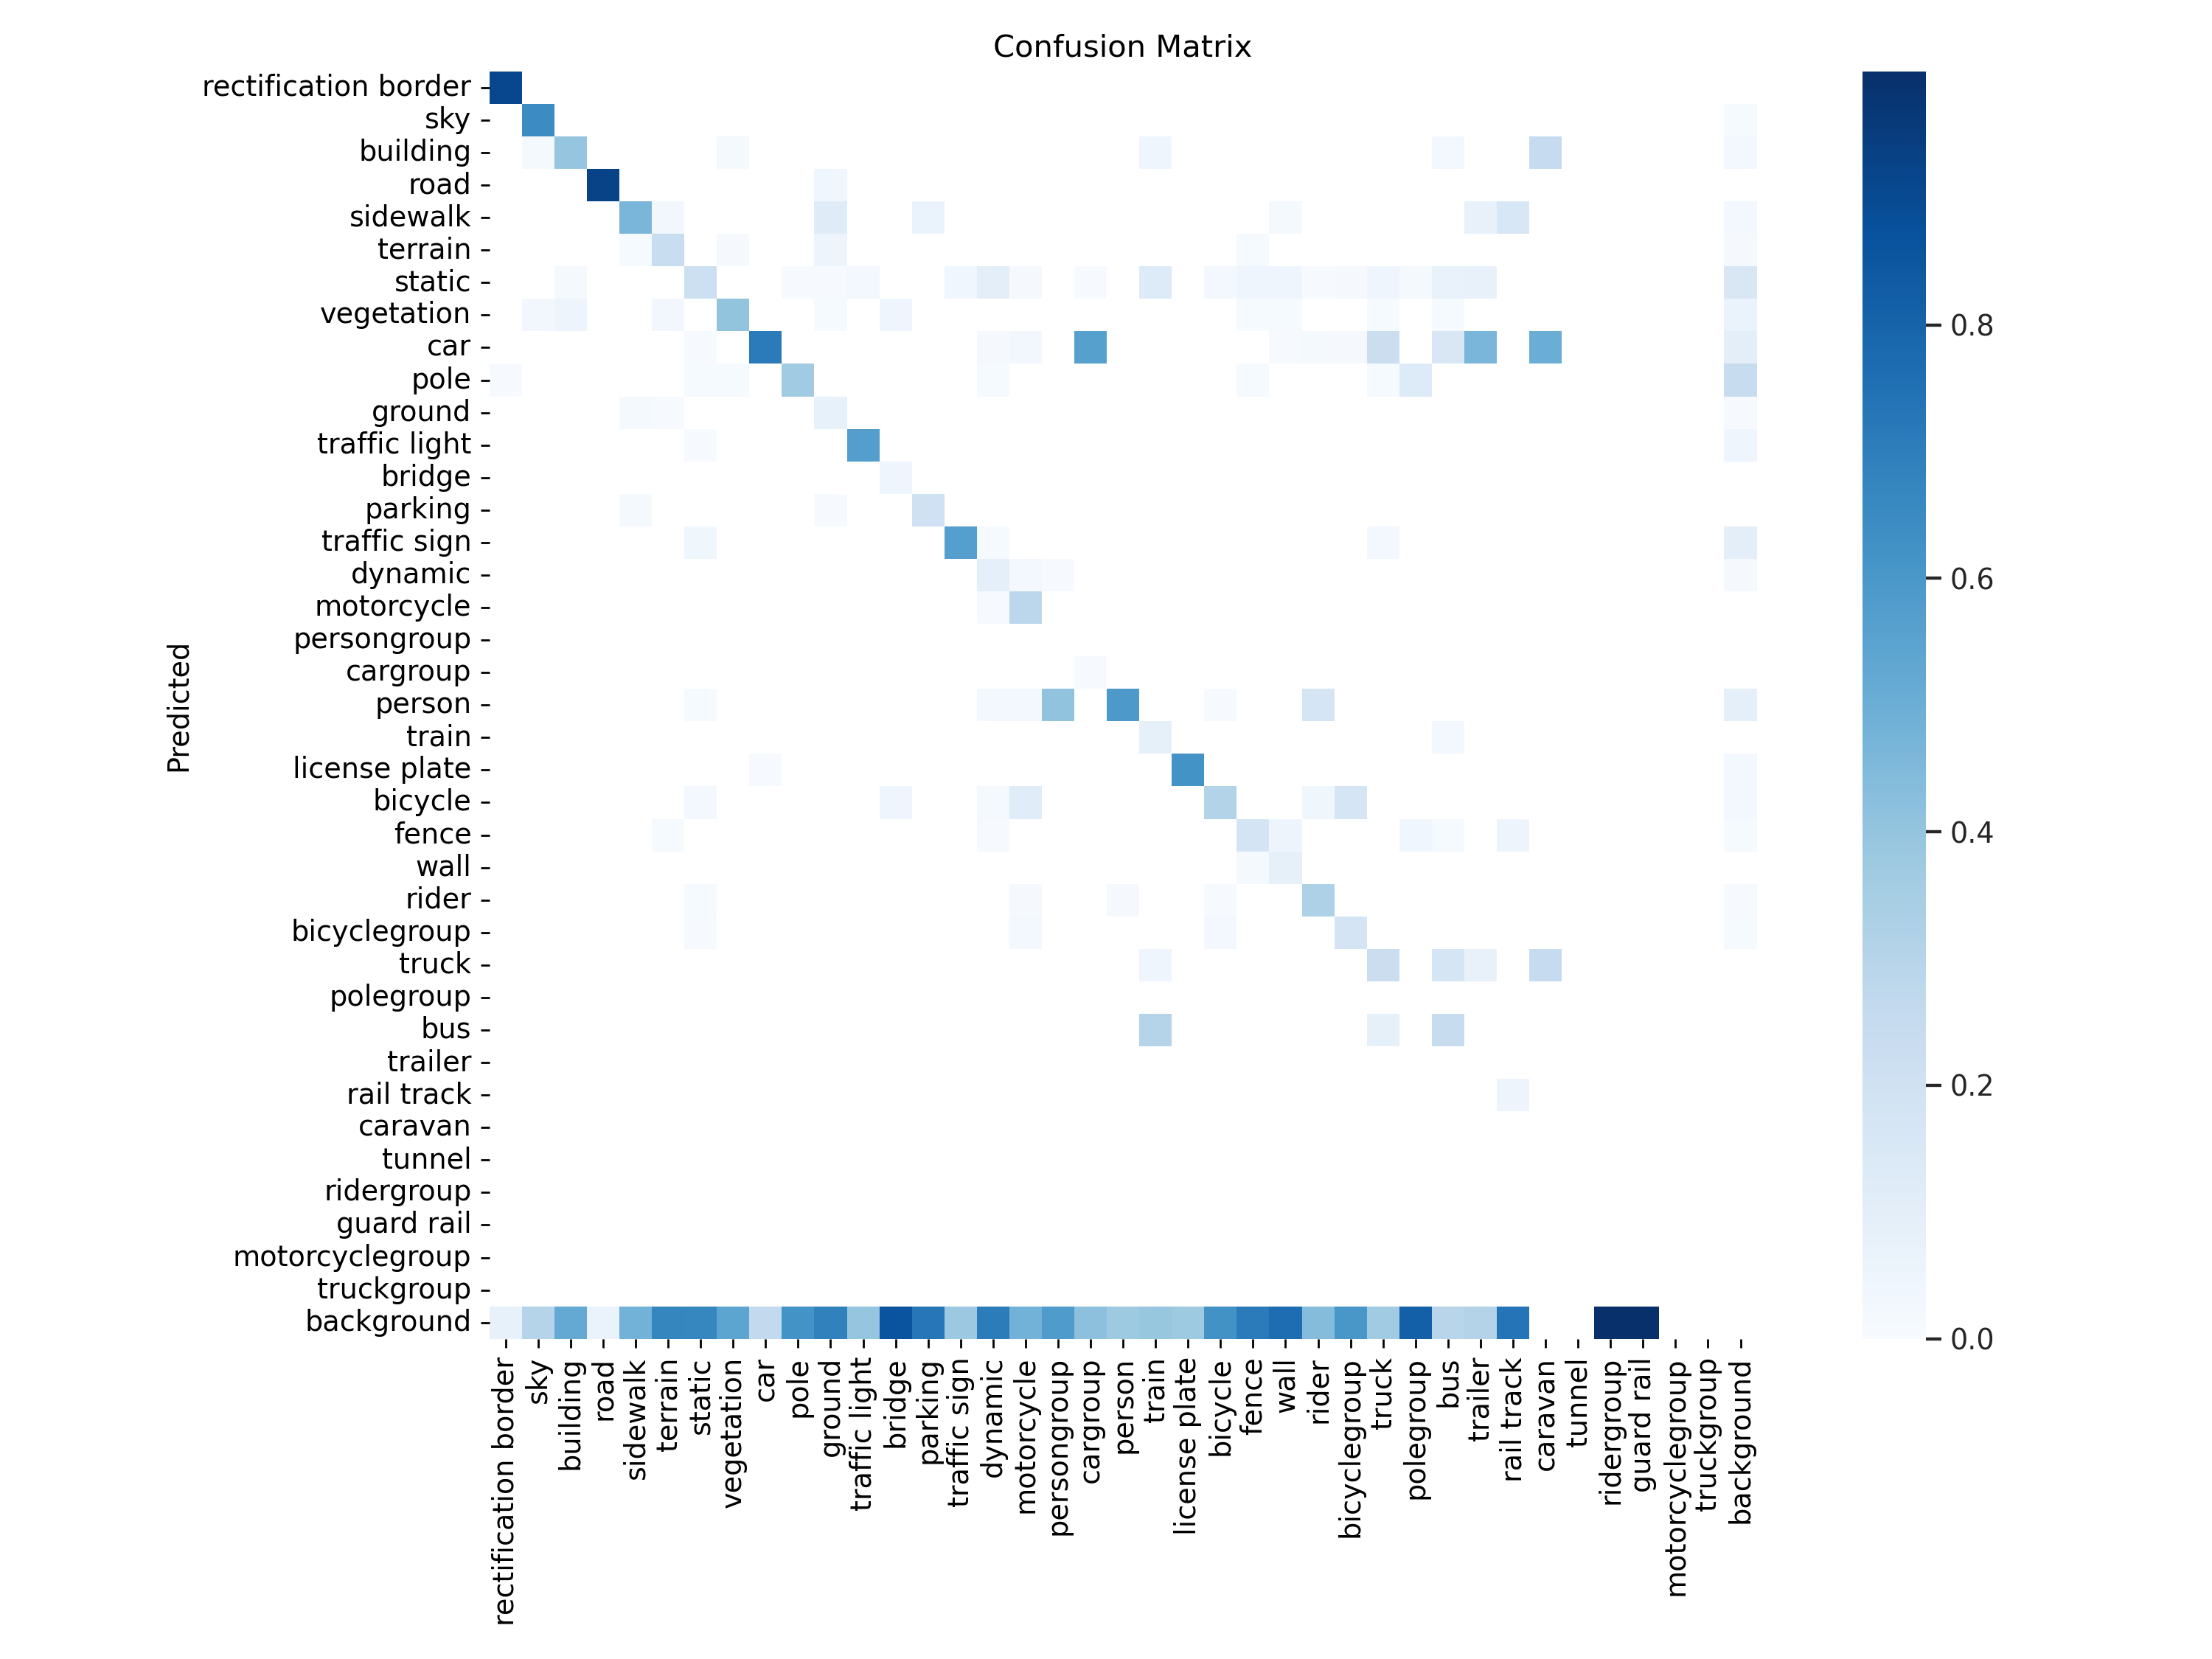 Confusion Matrix
Predicted
rectification border
sky
building
road
sidewalk
terrain
static
vegetation
car
pole
ground
traffic light
bridge
parking
traffic sign
dynamic
motorcycle
persongroup
cargroup
person
train
license plate
bicycle
fence
wall
rider
bicyclegroup
truck
polegroup
bus
trailer
rail track
caravan
tunnel
ridergroup
guard rail
motorcyclegroup
truckgroup
background
rectification border
sky
building
road
sidewalk
terrain
static
vegetation
car
pole
ground
traffic light
bridge
parking
traffic sign
dynamic
motorcycle
persongroup
cargroup
person
train
license plate
bicycle
fence
wall
rider
bicyclegroup
truck
polegroup
bus
trailer
rail track
caravan
tunnel
ridergroup
guard rail
motorcyclegroup
truckgroup
background
0.8
0.6
0.4
0.2
0.0